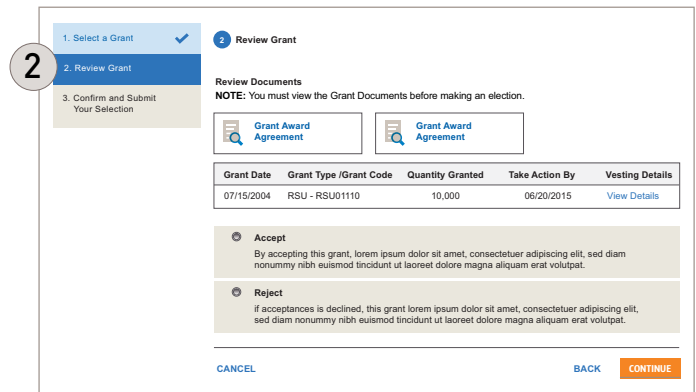 2
1. Select a Grant
2. Review Grant
3. Confirm and Submit
Your Selection
2 Review Grant
Review Documents
NOTE: You must view the Grant Documents before making an election.
Grant Award
Agreement
Grant Award
Agreement
Grant Date Grant Type /Grant Code Quantity Granted Take Action By Vesting Details
07/15/2004 RSU - RSU01110 10,000 06/20/2015 View Details
Accept
By accepting this grant, lorem ipsum dolor sit amet, consectetuer adipiscing elit, sed diam
nonummy nibh euismod tincidunt ut laoreet dolore magna aliquam erat volutpat.
Reject
if acceptances is declined, this grant lorem ipsum dolor sit amet, consectetuer adipiscing elit,
sed diam nonummy nibh euismod tincidunt ut laoreet dolore magna aliquam erat volutpat.
CANCEL BACK CONTINUE